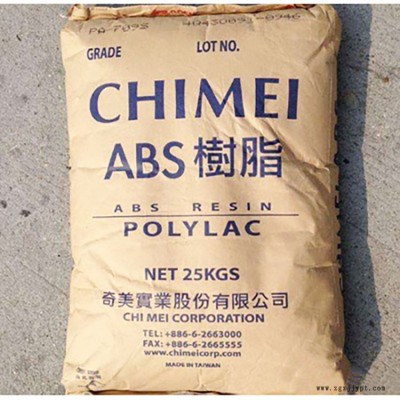 PA-709S
GRADE LOT NO.
CHIMEI
ABS 樹脂
ABS RESIN
POLYLAC
NET 25KGS
奇美實業股份有限公司
CHI MEI CORPORATION
TEL: +886-6-2663000
FAX: +886-6-2665555
www.chimeicorp.com
MADE IN TAIWAN